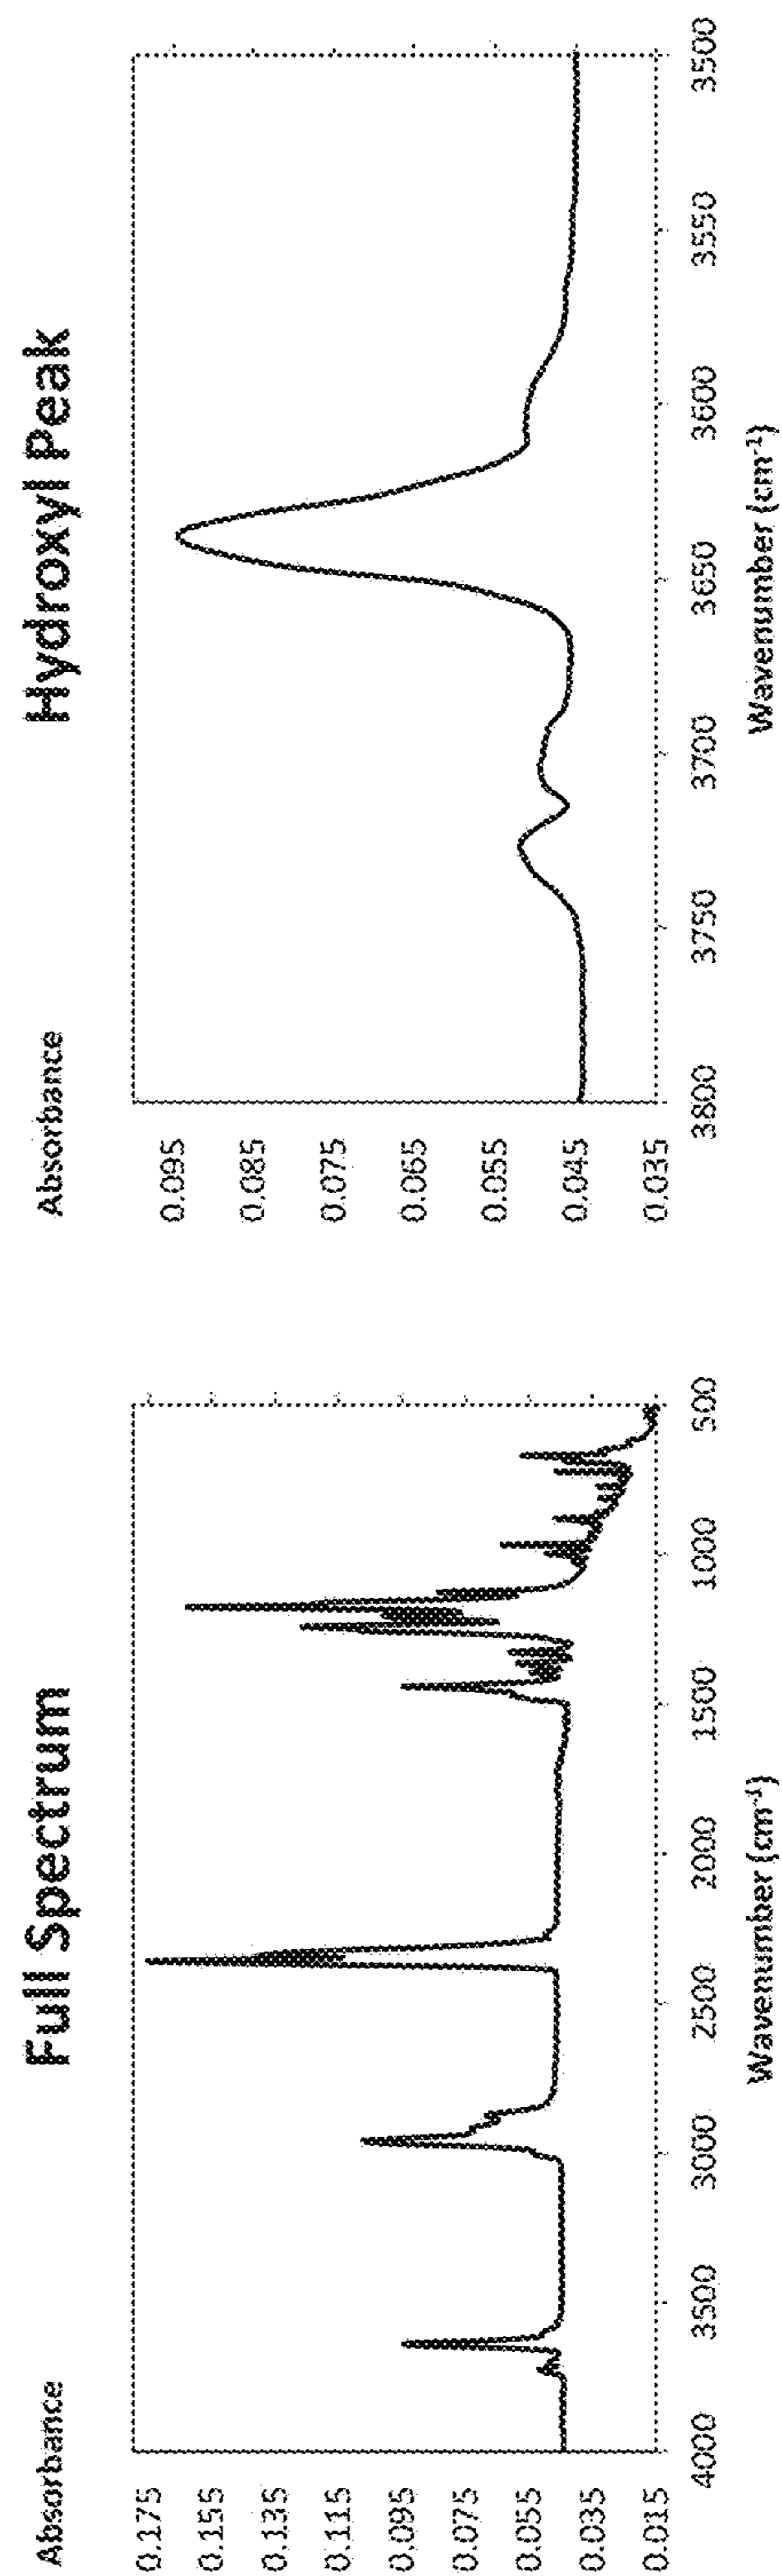 Full Spectrum
Absorbance
0.175
0.155
0.135
0.115
0.095
0.075
0.055
0.035
0.015
4000 3500 3000 2500 2000 1500 1000 500
Wavenumber (cm-1)
Hydroxyl Peak
Absorbance
0.095
0.085
0.075
0.065
0.055
0.045
0.035
3800 3750 3700 3650 3600 3550 3500
Wavenumber (cm-1)